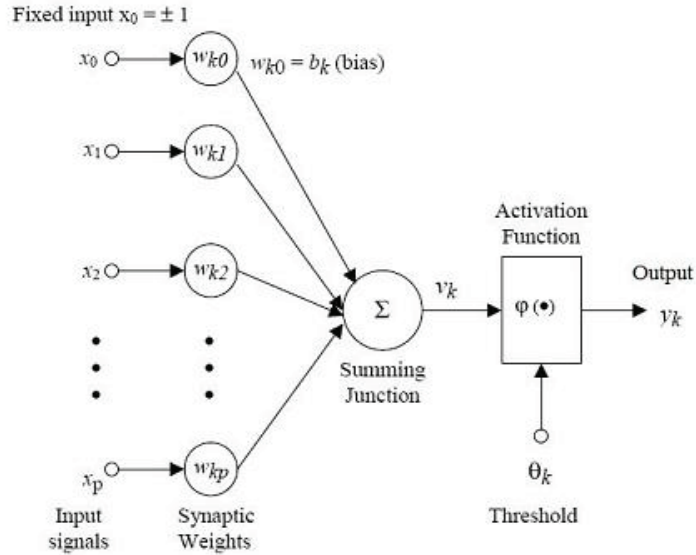 Fixed input x₀ = ± 1
x₀
wₖ₀
wₖ₀ = bₖ (bias)
x₁
wₖ₁
Activation
Function
x₂
wₖ₂
Σ
vₖ
φ (•)
Output
yₖ
Summing
Junction
xₚ
wₖₚ
θₖ
Input
signals
Synaptic
Weights
Threshold